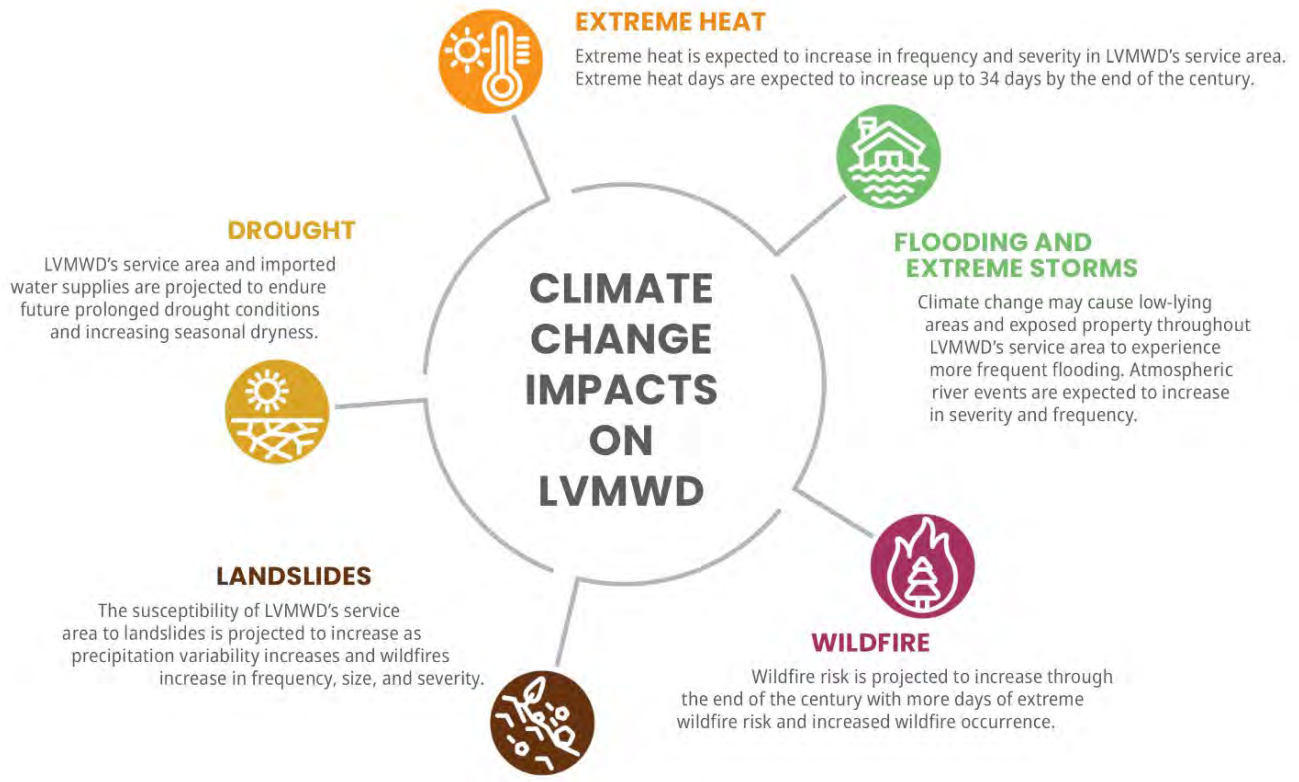 EXTREME HEAT
Extreme heat is expected to increase in frequency and severity in LVMWD's service area.
Extreme heat days are expected to increase up to 34 days by the end of the century.
FLOODING AND
EXTREME STORMS
Climate change may cause low-lying
areas and exposed property throughout
LVMWD's service area to experience
more frequent flooding. Atmospheric
river events are expected to increase
in severity and frequency.
WILDFIRE
Wildfire risk is projected to increase through
the end of the century with more days of extreme
wildfire risk and increased wildfire occurrence.
LANDSLIDES
The susceptibility of LVMWD's service
area to landslides is projected to increase as
precipitation variability increases and wildfires
increase in frequency, size, and severity.
DROUGHT
LVMWD's service area and imported
water supplies are projected to endure
future prolonged drought conditions
and increasing seasonal dryness.
CLIMATE
CHANGE
IMPACTS
ON
LVMWD